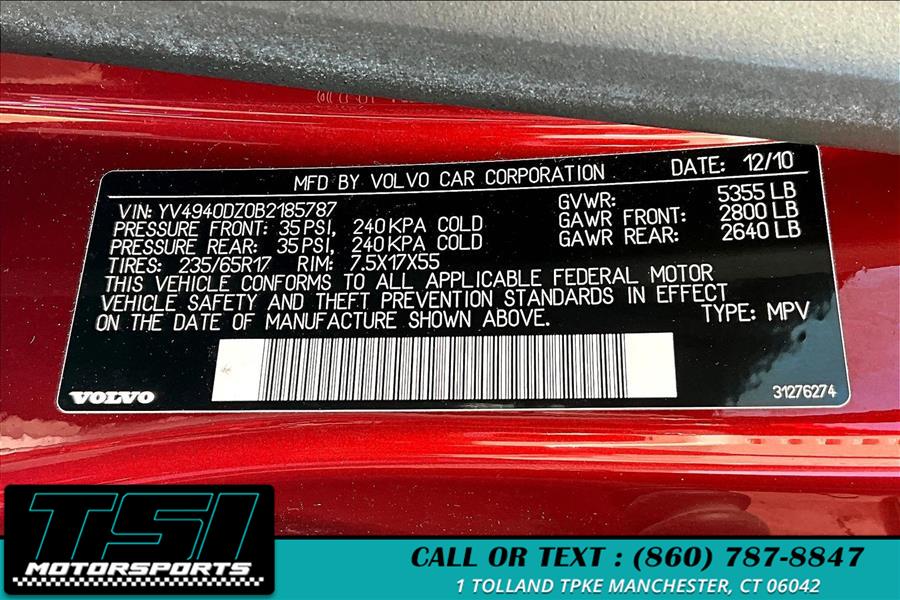 MFD BY VOLVO CAR CORPORATION DATE: 12/10
VIN: YV4940DZ0B2185787 GVWR: 5355 LB
PRESSURE FRONT: 35 PSI, 240 KPA COLD GAWR FRONT: 2800 LB
PRESSURE REAR: 35 PSI, 240 KPA COLD GAWR REAR: 2640 LB
TIRES: 235/65R17 RIM: 7.5X17X55
THIS VEHICLE CONFORMS TO ALL APPLICABLE FEDERAL MOTOR
VEHICLE SAFETY AND THEFT PREVENTION STANDARDS IN EFFECT
ON THE DATE OF MANUFACTURE SHOWN ABOVE. TYPE: MPV
VOLVO 31276274
TSI
MOTORSPORTS
CALL OR TEXT : (860) 787-8847
1 TOLLAND TPKE MANCHESTER, CT 06042